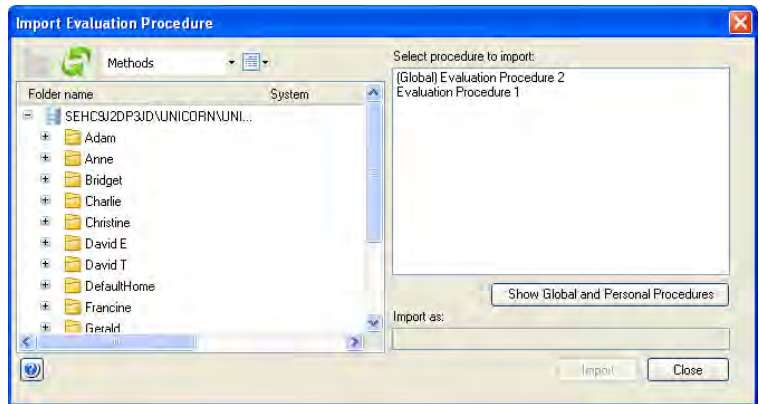 Import Evaluation Procedure
Methods
Folder name System
SEHC9J2DP3JD\UNICORN\UNI...
Adam
Anne
Bridget
Charlie
Christine
David E
David T
DefaultHome
Francine
Gerald
Select procedure to import:
(Global) Evaluation Procedure 2
Evaluation Procedure 1
Show Global and Personal Procedures
Import as:
Import Close